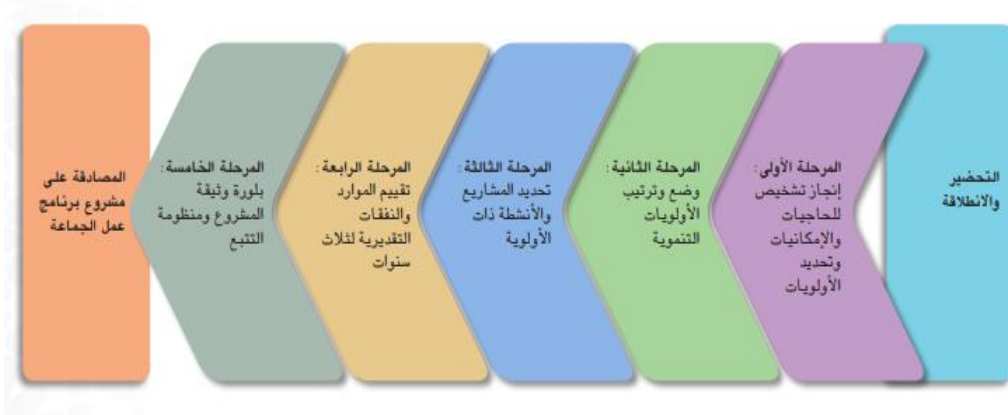 التحضير
والانطلاقة
المرحلة الأولى:
إنجاز تشخيص
للحاجيات
والإمكانيات
وتحديد
الأولويات
المرحلة الثانية:
وضع وترتيب
الأولويات
التنموية
المرحلة الثالثة:
تحديد المشاريع
والأنشطة ذات
الأولوية
المرحلة الرابعة:
تقييم الموارد
والنفقات
التقديرية لثلاث
سنوات
المرحلة الخامسة:
بلورة وثيقة
المشروع ومنظومة
التتبع
المصادقة على
مشروع برنامج
عمل الجماعة